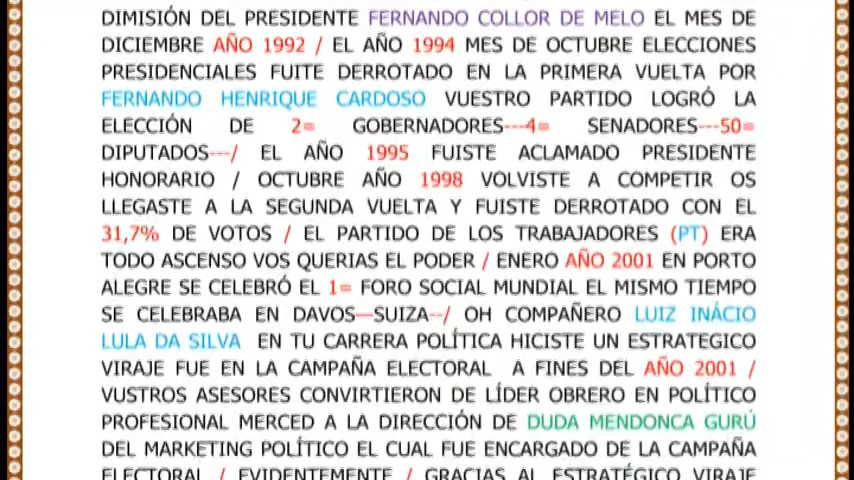 DIMISIÓN DEL PRESIDENTE FERNANDO COLLOR DE MELO EL MES DE
DICIEMBRE AÑO 1992 / EL AÑO 1994 MES DE OCTUBRE ELECCIONES
PRESIDENCIALES FUITE DERROTADO EN LA PRIMERA VUELTA POR
FERNANDO HENRIQUE CARDOSO VUESTRO PARTIDO LOGRÓ LA
ELECCIÓN DE 2= GOBERNADORES---4= SENADORES---50=
DIPUTADOS---/ EL AÑO 1995 FUISTE ACLAMADO PRESIDENTE
HONORARIO / OCTUBRE AÑO 1998 VOLVISTE A COMPETIR OS
LLEGASTE A LA SEGUNDA VUELTA Y FUISTE DERROTADO CON EL
31,7% DE VOTOS / EL PARTIDO DE LOS TRABAJADORES (PT) ERA
TODO ASCENSO VOS QUERIAS EL PODER / ENERO AÑO 2001 EN PORTO
ALEGRE SE CELEBRÓ EL 1= FORO SOCIAL MUNDIAL EL MISMO TIEMPO
SE CELEBRABA EN DAVOS—SUIZA--/ OH COMPAÑERO LUIZ INÁCIO
LULA DA SILVA EN TU CARRERA POLÍTICA HICISTE UN ESTRATEGICO
VIRAJE FUE EN LA CAMPAÑA ELECTORAL A FINES DEL AÑO 2001 /
VUSTROS ASESORES CONVIRTIERON DE LÍDER OBRERO EN POLÍTICO
PROFESIONAL MERCED A LA DIRECCIÓN DE DUDA MENDONCA GURÚ
DEL MARKETING POLÍTICO EL CUAL FUE ENCARGADO DE LA CAMPAÑA
ELECTORAL / EVIDENTEMENTE / GRACIAS AL ESTRATÉGICO VIRAJE